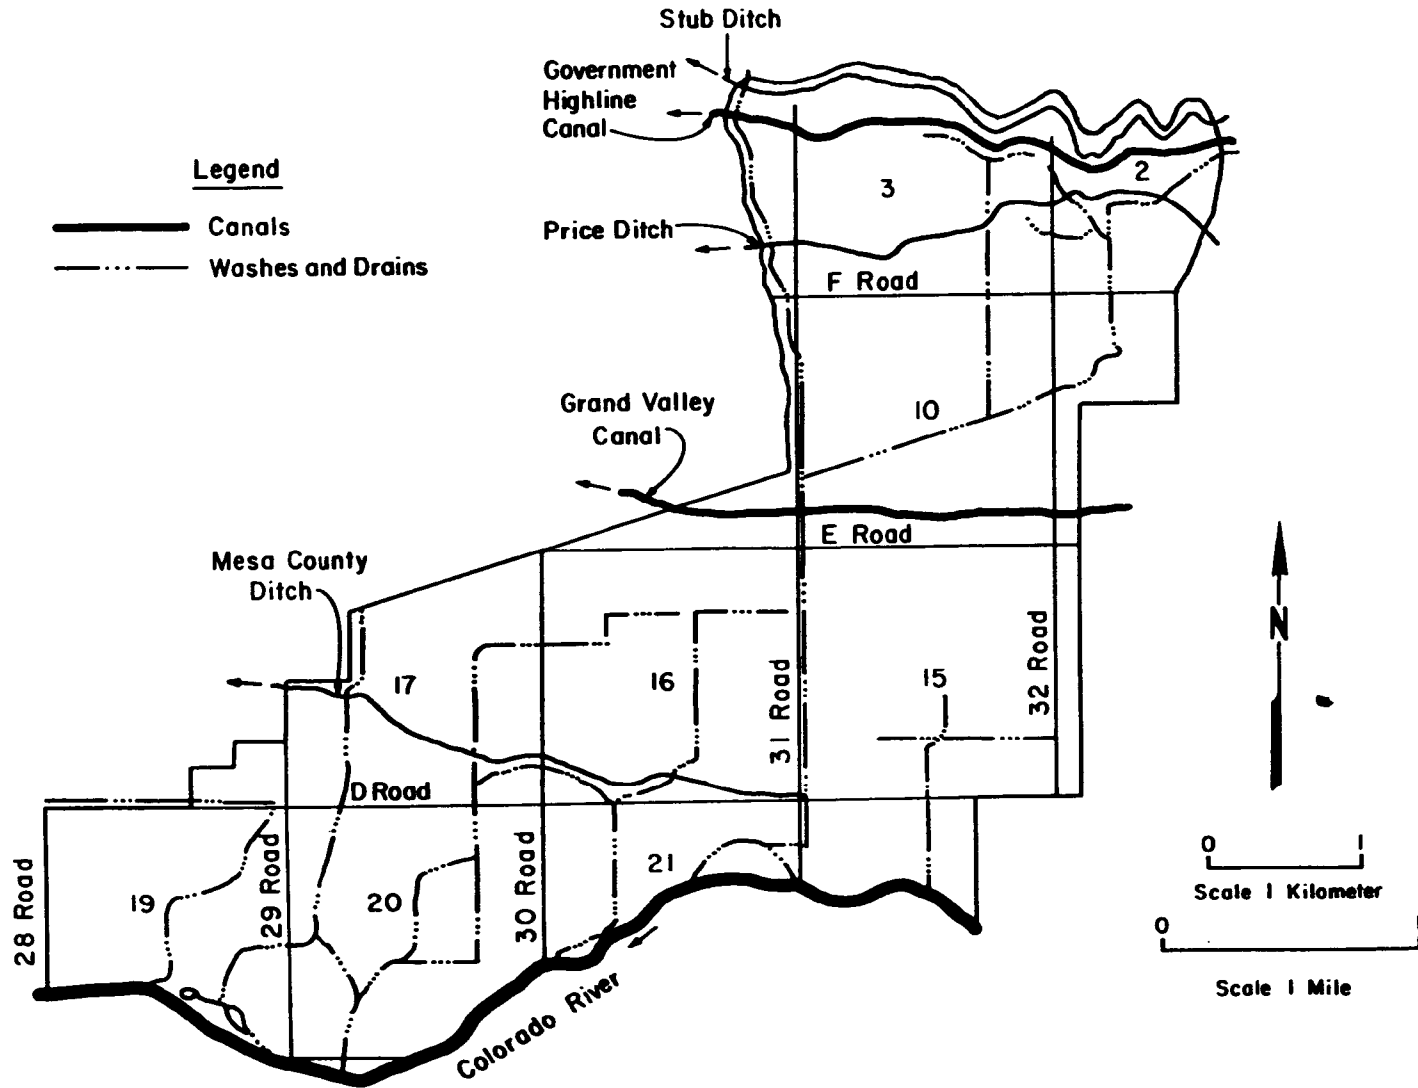 Stub Ditch
Government
Highline
Canal
Legend
Canals
Washes and Drains
3
2
Price Ditch
F Road
10
Grand Valley
Canal
E Road
Mesa County
Ditch
N
17
16
15
31 Road
32 Road
D Road
28 Road
19
29 Road
20
30 Road
21
Colorado River
0 1
Scale 1 Kilometer
0
Scale 1 Mile